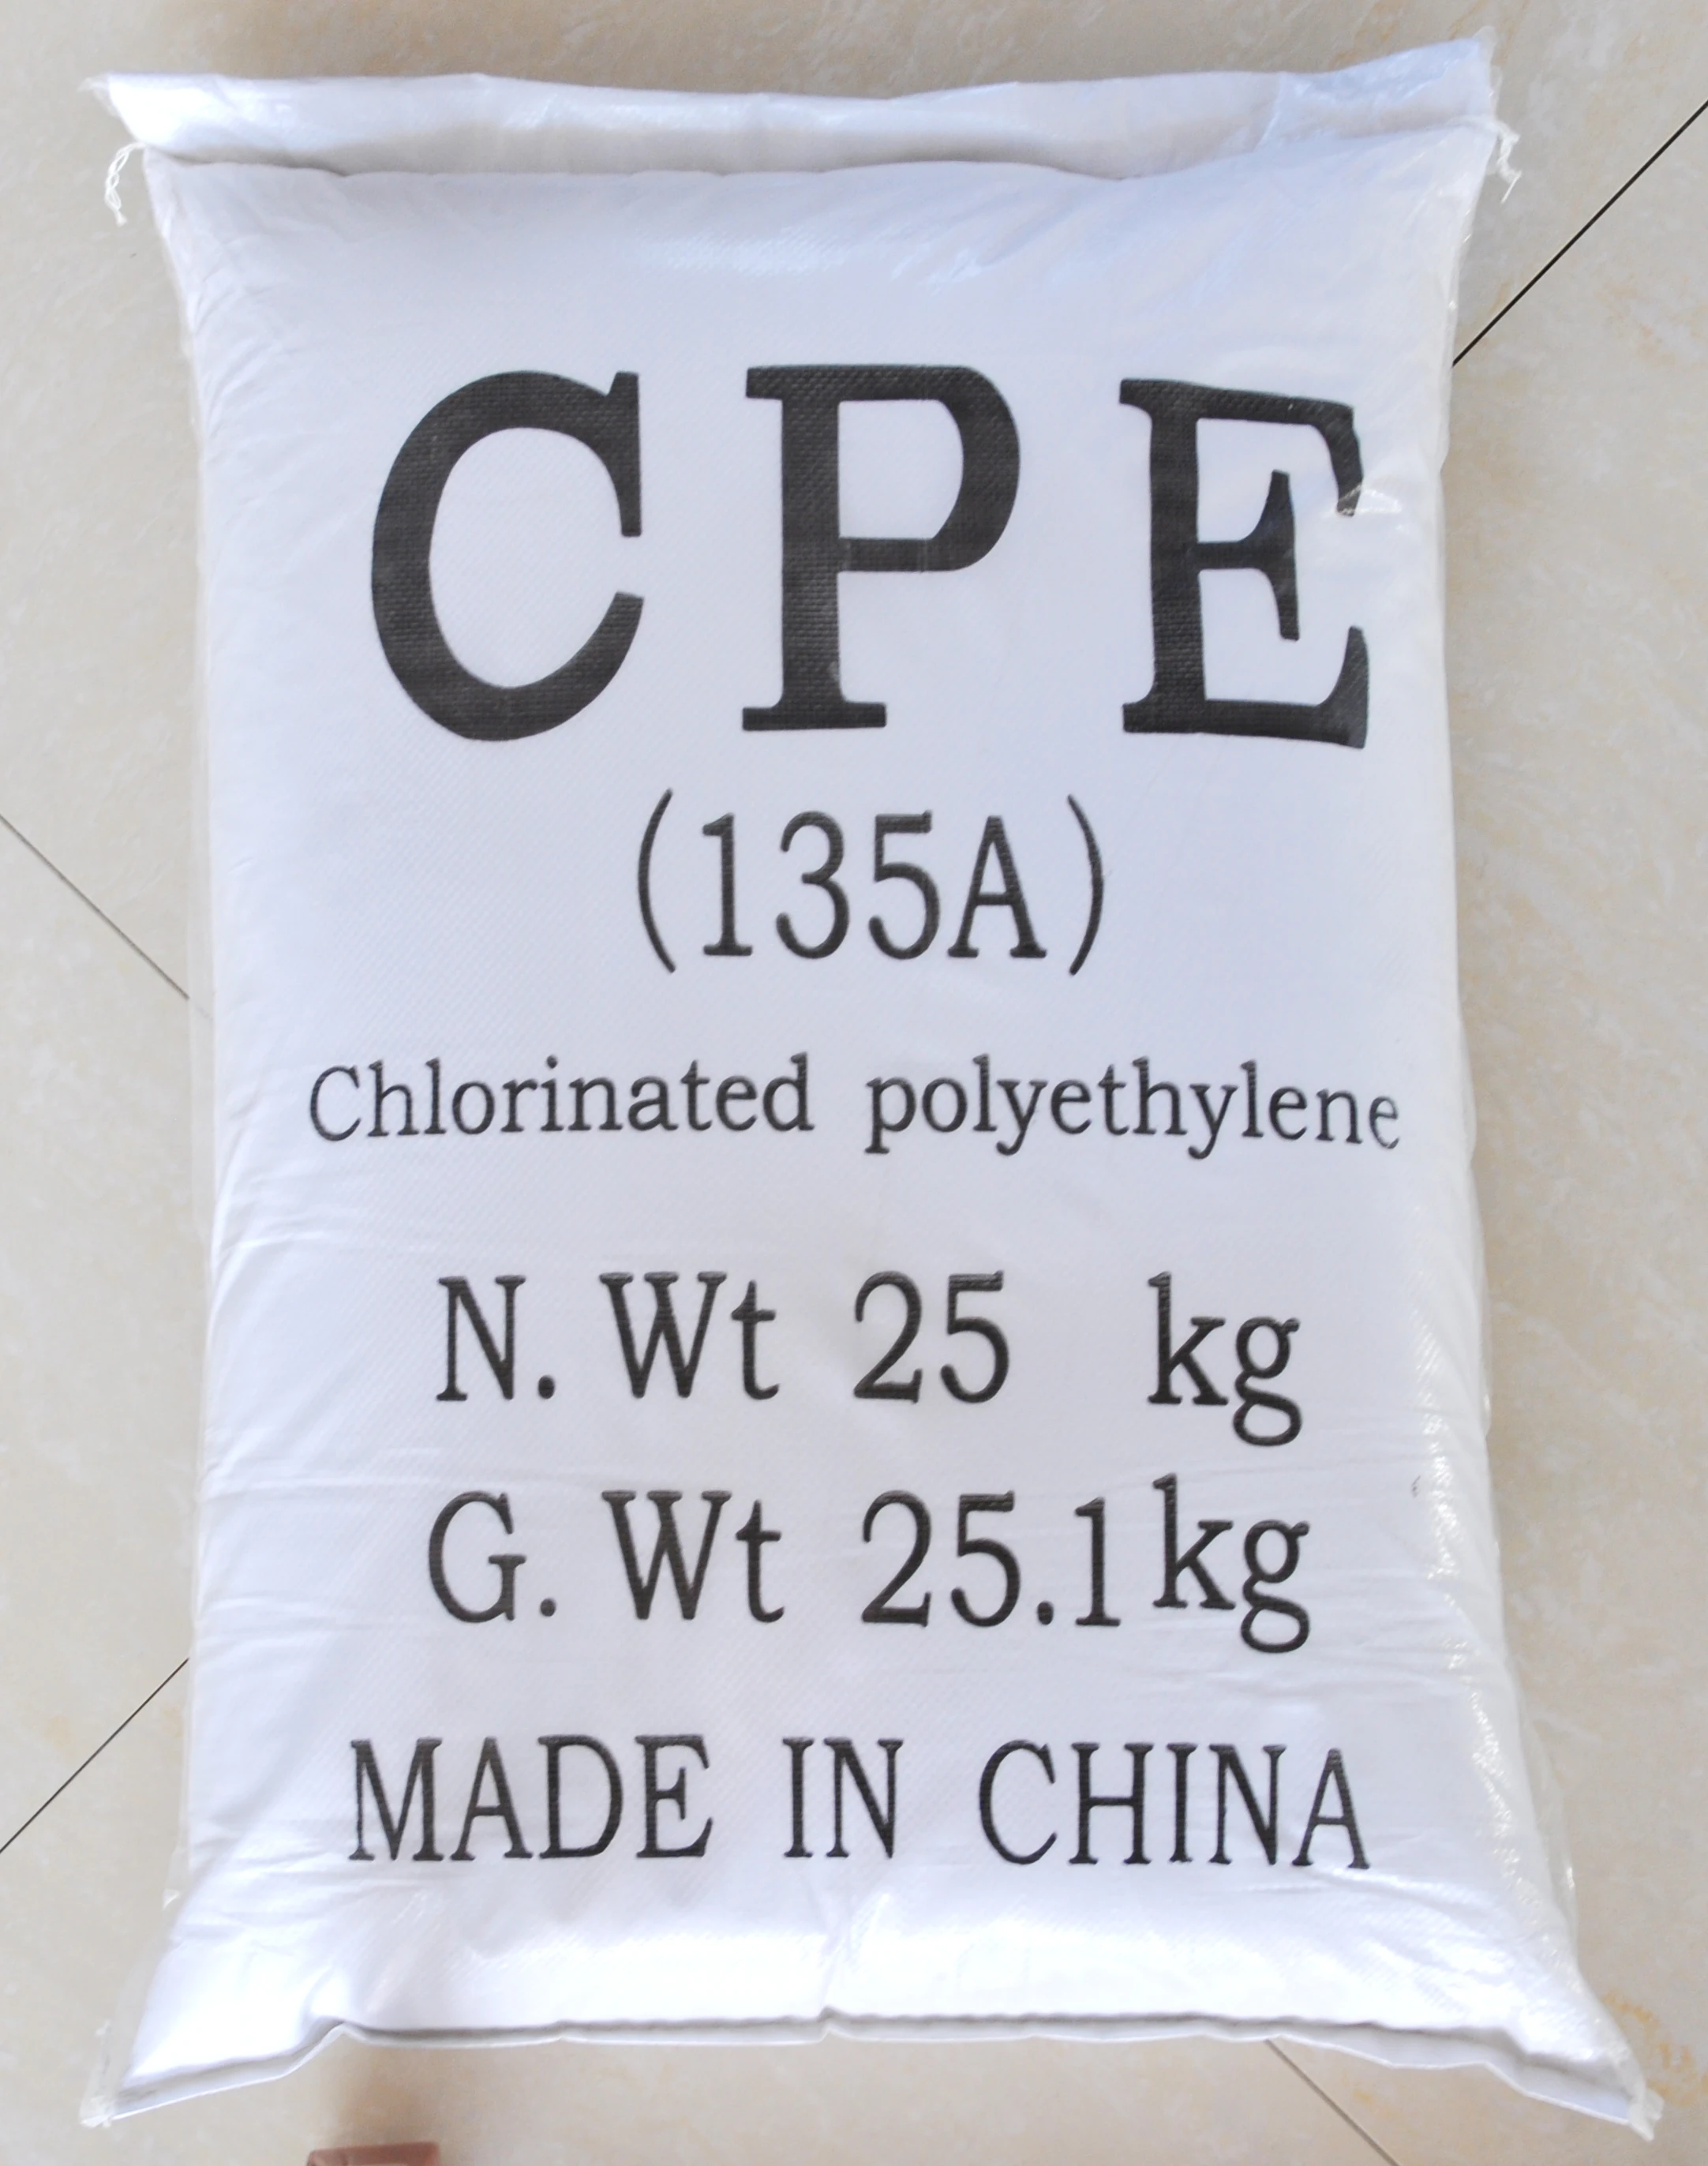 CPE
(135A)
Chlorinated polyethylene
N. Wt 25 kg
G. Wt 25.1kg
MADE IN CHINA